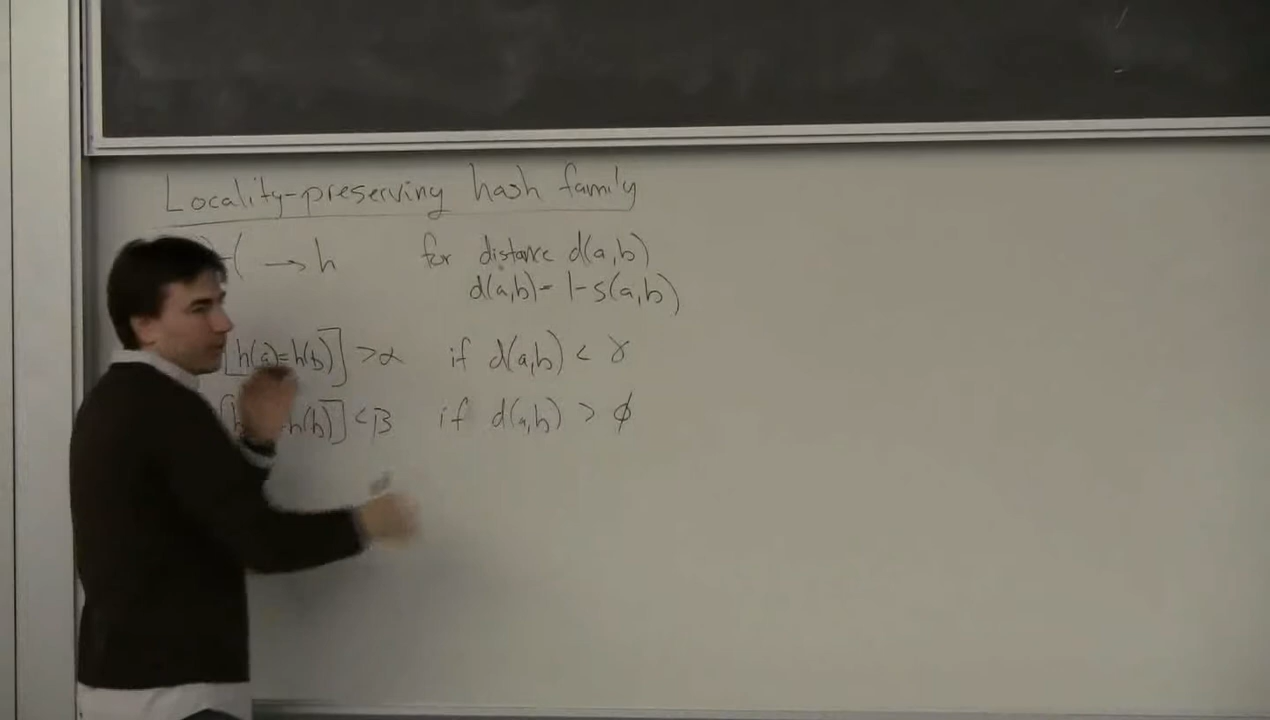 Locality-preserving hash family
→ h for distance d(a,b)
d(a,b) = 1-s(a,b)
[h(a)=h(b)] > α if d(a,b) < γ
h(b)] < β if d(a,b) > ϕ